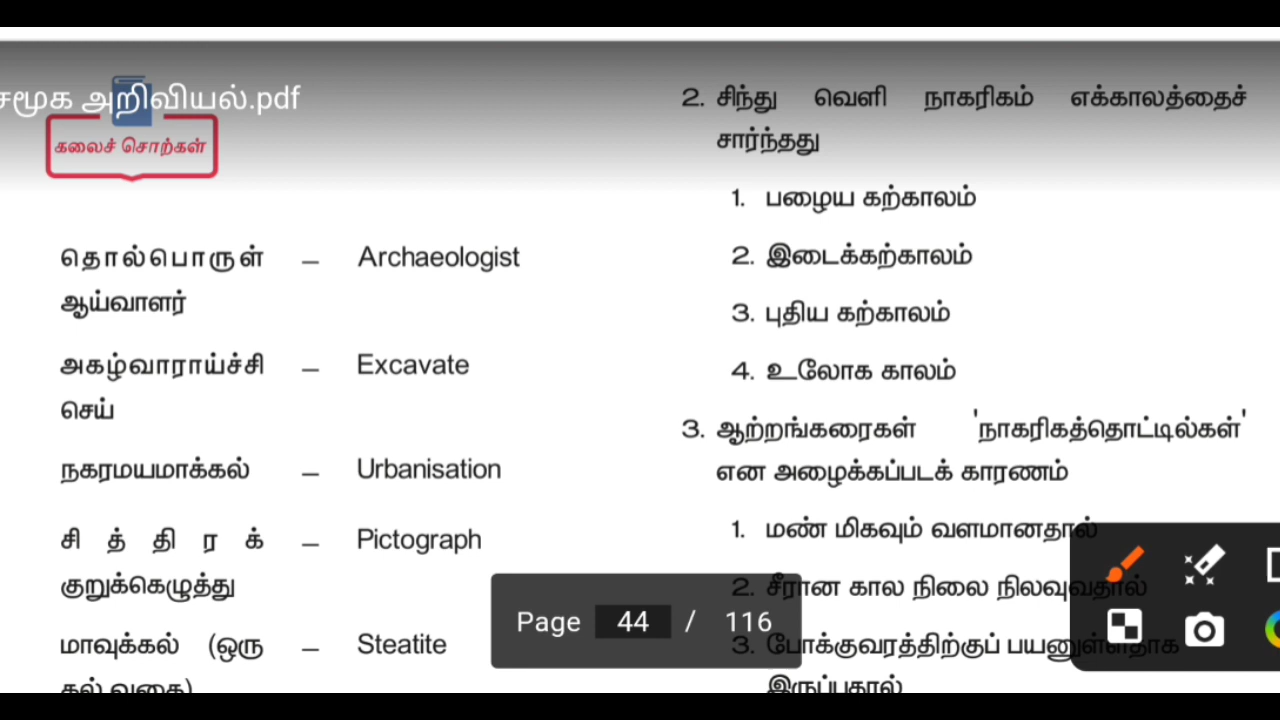 சமூக அறிவியல்.pdf
கலைச் சொற்கள்
தொல்பொருள் – Archaeologist
ஆய்வாளர்
அகழ்வாராய்ச்சி – Excavate
செய்
நகரமயமாக்கல் – Urbanisation
சித்திரக் – Pictograph
குறுக்கெழுத்து
மாவுக்கல் (ஒரு – Steatite
கல் வகை)
2. சிந்து வெளி நாகரிகம் எக்காலத்தைச்
சார்ந்தது
1. பழைய கற்காலம்
2. இடைக்கற்காலம்
3. புதிய கற்காலம்
4. உலோக காலம்
3. ஆற்றங்கரைகள் 'நாகரிகத்தொட்டில்கள்'
என அழைக்கப்படக் காரணம்
1. மண் மிகவும் வளமானதால்
2. சீரான கால நிலை நிலவுவதால்
3. போக்குவரத்திற்குப் பயனுள்ளதாக
இருப்பதால்
Page 44 / 116